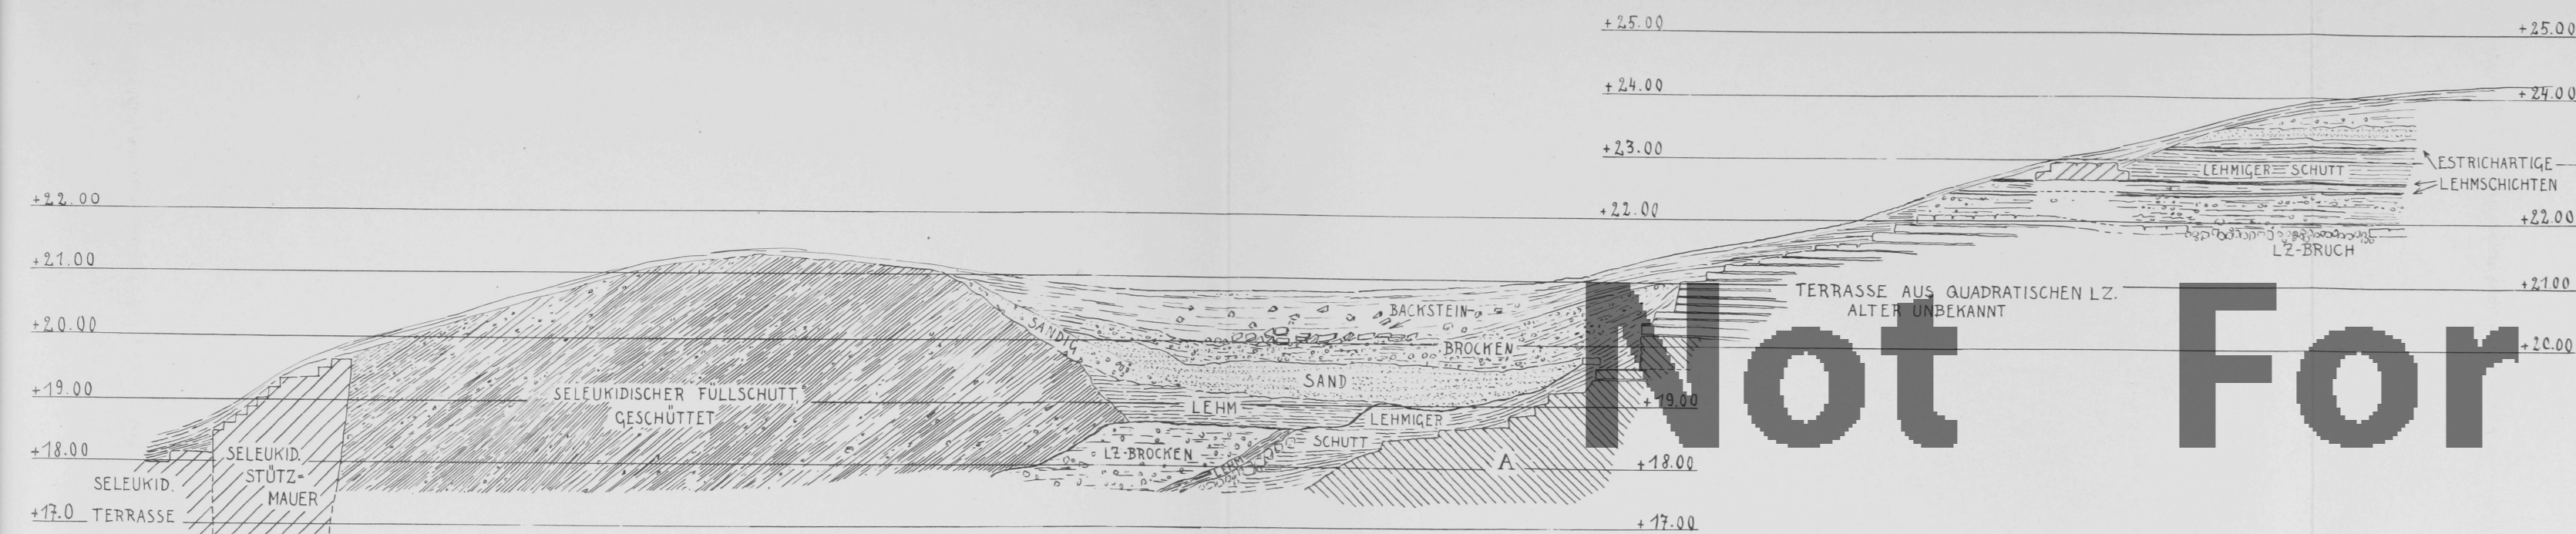 +25.00
+25.00
+24.00
+24.00
+23.00
ESTRICHARTIGE
LEHMIGER SCHUTT
LEHMSCHICHTEN
+22.00
+22.00
+22.00
LZ-BRUCH
+21.00
TERRASSE AUS QUADRATISCHEN LZ.
+21.00
ALTER UNBEKANNT
BACKSTEIN-
BROCKEN
+20.00
SANDIG
+20.00
SAND
+19.00
SELEUKIDISCHER FÜLLSCHUTT,
GESCHÜTTET
LEHM
+19.00
LEHMIGER
SCHUTT
+18.00
SELEUKID.
STÜTZ-
MAUER
LZ-BROCKEN
LEHM
A
+18.00
SELEUKID.
TERRASSE
+17.0
+17.00
Not For